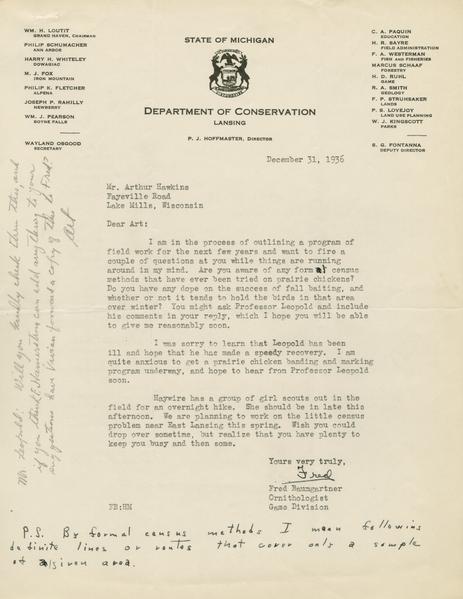 WM. H. LOUTIT
GRAND HAVEN, CHAIRMAN
PHILIP SCHUMACHER
ANN ARBOR
HARRY H. WHITELEY
DOWAGIAC
M. J. FOX
IRON MOUNTAIN
PHILIP K. FLETCHER
ALPENA
JOSEPH P. RAHILLY
NEWBERRY
WM. J. PEARSON
BOYNE FALLS
WAYLAND OSGOOD
SECRETARY
STATE OF MICHIGAN
DEPARTMENT OF CONSERVATION
LANSING
P. J. HOFFMASTER, DIRECTOR
C. A. PAQUIN
EDUCATION
H. R. SAYRE
FIELD ADMINISTRATION
F. A. WESTERMAN
FISH AND FISHERIES
MARCUS SCHAAF
FORESTRY
H. D. RUHL
GAME
R. A. SMITH
GEOLOGY
F. P. STRUHSAKER
LANDS
P. S. LOVEJOY
LAND USE PLANNING
W. J. KINGSCOTT
PARKS
S. G. FONTANNA
DEPUTY DIRECTOR
December 31, 1936
Mr. Arthur Hawkins
Fayeville Road
Lake Mills, Wisconsin
Dear Art:
I am in the process of outlining a program of
field work for the next few years and want to fire a
couple of questions at you while things are running
around in my mind. Are you aware of any formal census
methods that have ever been tried on prairie chickens?
Do you have any dope on the success of fall baiting, and
whether or not it tends to hold the birds in that area
over winter? You might ask Professor Leopold and include
his comments in your reply, which I hope you will be
able to give me reasonably soon.
I was sorry to learn that Leopold has been
ill and hope that he has made a speedy recovery. I am
quite anxious to get a prairie chicken banding and marking
program underway, and hope to hear from Professor Leopold
soon.
Haywire has a group of girl scouts out in the
field for an overnight hike. She should be in late this
afternoon. We are planning to work on the little census
problem near East Lansing this spring. Wish you could
drop over sometime, but realize that you have plenty to
keep you busy and then some.
Yours very truly,
Fred
Fred Baumgartner
Ornithologist
Game Division
FB:HM
P.S. By formal census methods I mean following
definite lines or routes that cover only a sample
of a given area.
Mr. Leopold: Will you kindly check them this, and
if you think Hamerstrom can add anything to your
suggestions have Vivian forward a copy of this to Fred?
Art